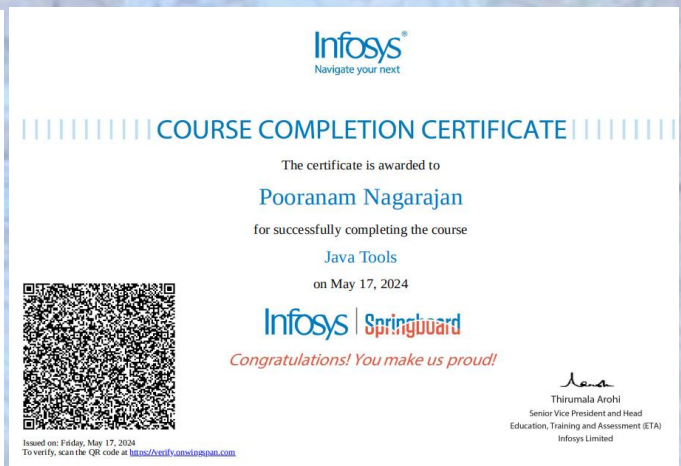 Infosys®
Navigate your next
COURSE COMPLETION CERTIFICATE
The certificate is awarded to
Pooranam Nagarajan
for successfully completing the course
Java Tools
on May 17, 2024
Infosys | Springboard
Congratulations! You make us proud!
Thirumala Arohi
Senior Vice President and Head
Education, Training and Assessment (ETA)
Infosys Limited
Issued on: Friday, May 17, 2024
To verify, scan the QR code at https://verify.onwingspan.com